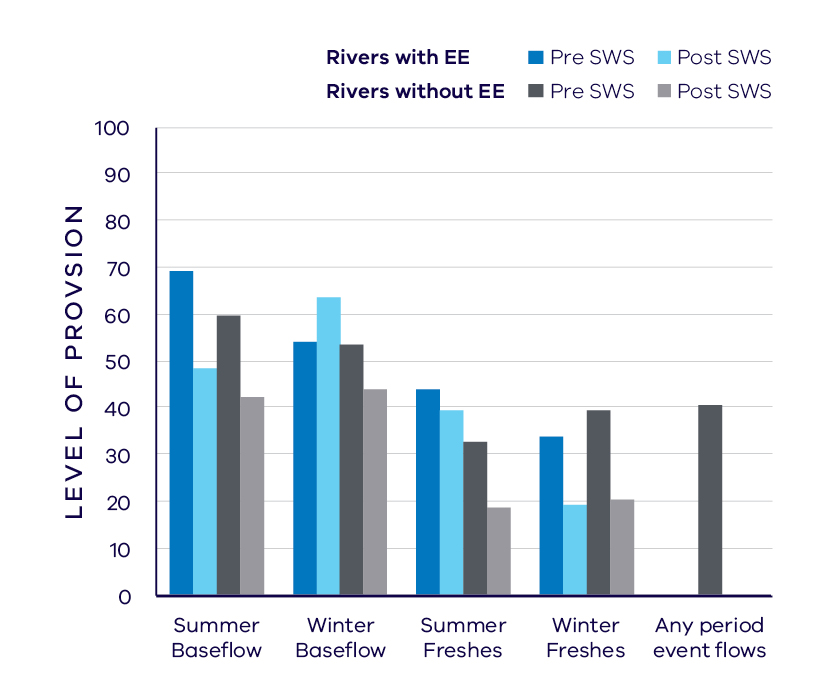 Rivers with EE Pre SWS Post SWS
Rivers without EE Pre SWS Post SWS
LEVEL OF PROVSION
100
90
80
70
60
50
40
30
20
10
0
Summer Baseflow
Winter Baseflow
Summer Freshes
Winter Freshes
Any period event flows